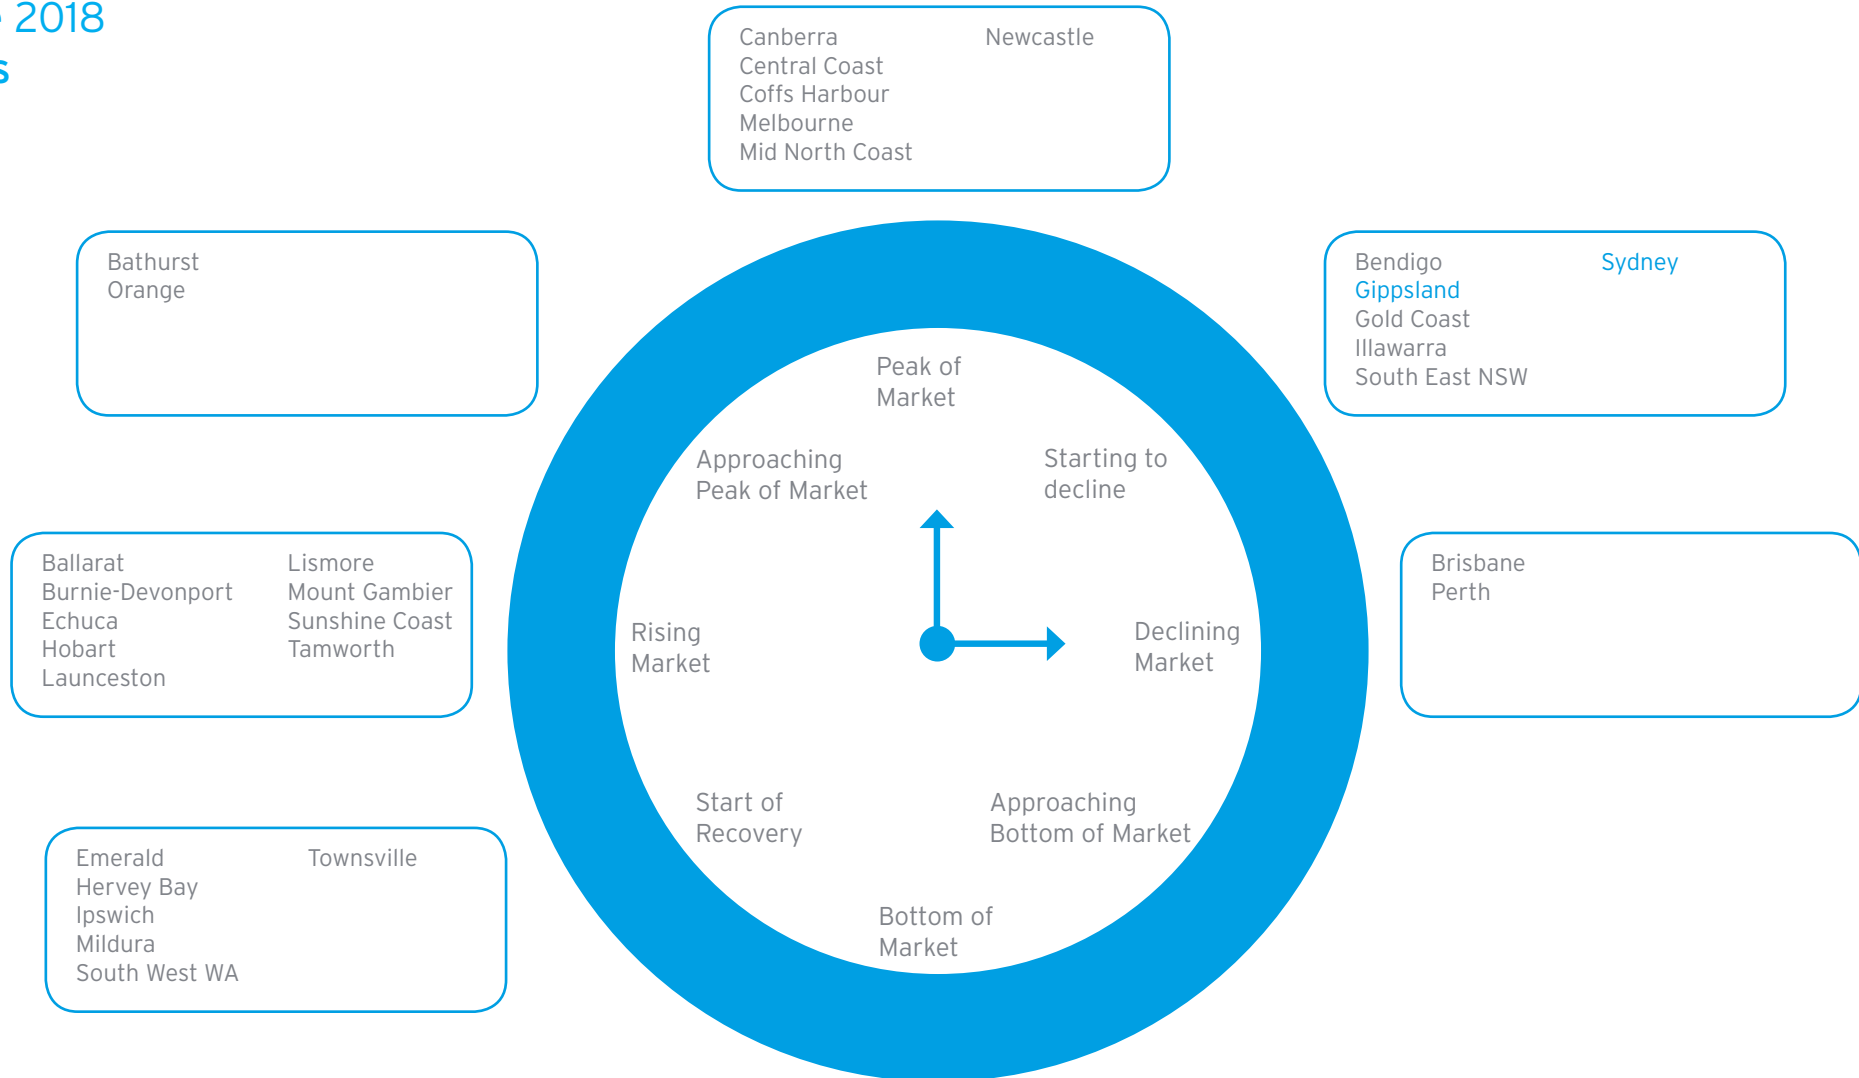 2018
Canberra
Central Coast
Coffs Harbour
Melbourne
Mid North Coast
Newcastle
Bathurst
Orange
Bendigo
Gippsland
Gold Coast
Illawarra
South East NSW
Sydney
Peak of
Market
Approaching
Peak of Market
Starting to
decline
Ballarat
Burnie-Devonport
Echuca
Hobart
Launceston
Lismore
Mount Gambier
Sunshine Coast
Tamworth
Rising
Market
Declining
Market
Brisbane
Perth
Start of
Recovery
Approaching
Bottom of Market
Emerald
Hervey Bay
Ipswich
Mildura
South West WA
Townsville
Bottom of
Market